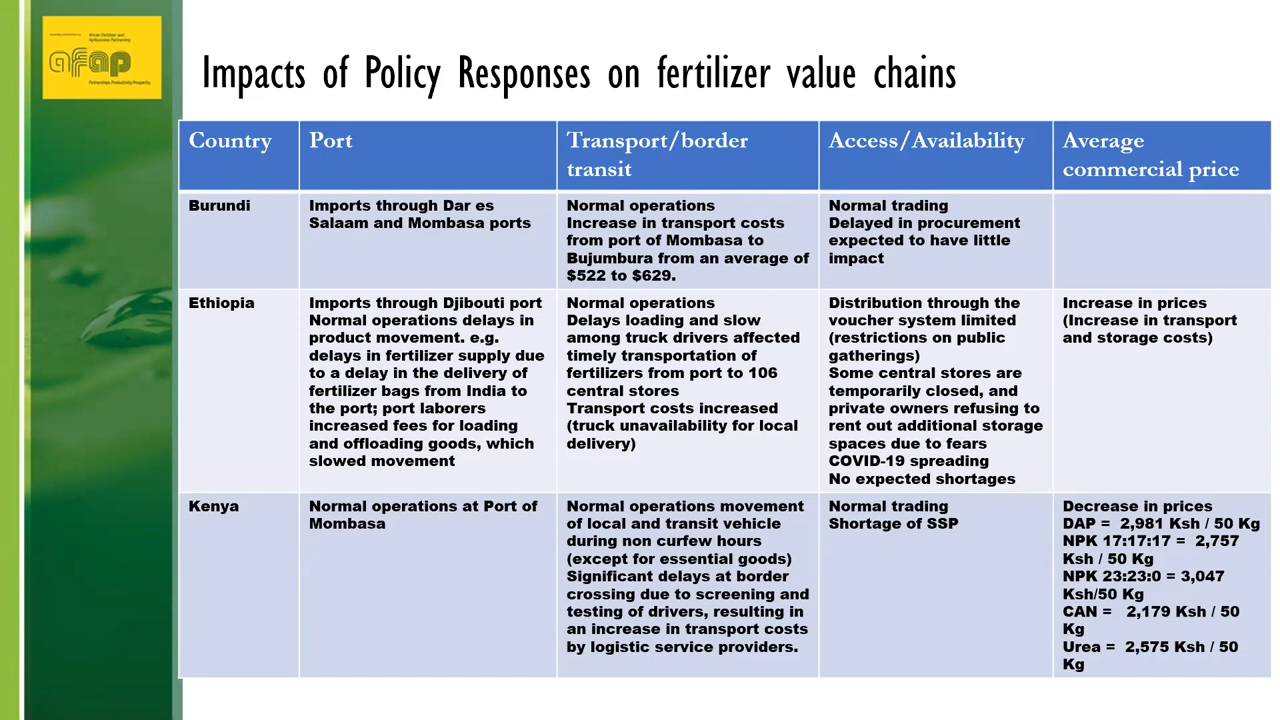 African Fertilizer and
Agribusiness Partnership
afap
Partnerships.Productivity.Prosperity.
Impacts of Policy Responses on fertilizer value chains
Country
Port
Transport/border
transit
Access/Availability
Average
commercial price
Burundi
Imports through Dar es
Salaam and Mombasa ports
Normal operations
Increase in transport costs
from port of Mombasa to
Bujumbura from an average of
$522 to $629.
Normal trading
Delayed in procurement
expected to have little
impact
Ethiopia
Imports through Djibouti port
Normal operations delays in
product movement. e.g.
delays in fertilizer supply due
to a delay in the delivery of
fertilizer bags from India to
the port; port laborers
increased fees for loading
and offloading goods, which
slowed movement
Normal operations
Delays loading and slow
among truck drivers affected
timely transportation of
fertilizers from port to 106
central stores
Transport costs increased
(truck unavailability for local
delivery)
Distribution through the
voucher system limited
(restrictions on public
gatherings)
Some central stores are
temporarily closed, and
private owners refusing to
rent out additional storage
spaces due to fears
COVID-19 spreading
No expected shortages
Increase in prices
(Increase in transport
and storage costs)
Kenya
Normal operations at Port of
Mombasa
Normal operations movement
of local and transit vehicle
during non curfew hours
(except for essential goods)
Significant delays at border
crossing due to screening and
testing of drivers, resulting in
an increase in transport costs
by logistic service providers.
Normal trading
Shortage of SSP
Decrease in prices
DAP = 2,981 Ksh / 50 Kg
NPK 17:17:17 = 2,757
Ksh / 50 Kg
NPK 23:23:0 = 3,047
Ksh/50 Kg
CAN = 2,179 Ksh / 50
Kg
Urea = 2,575 Ksh / 50
Kg